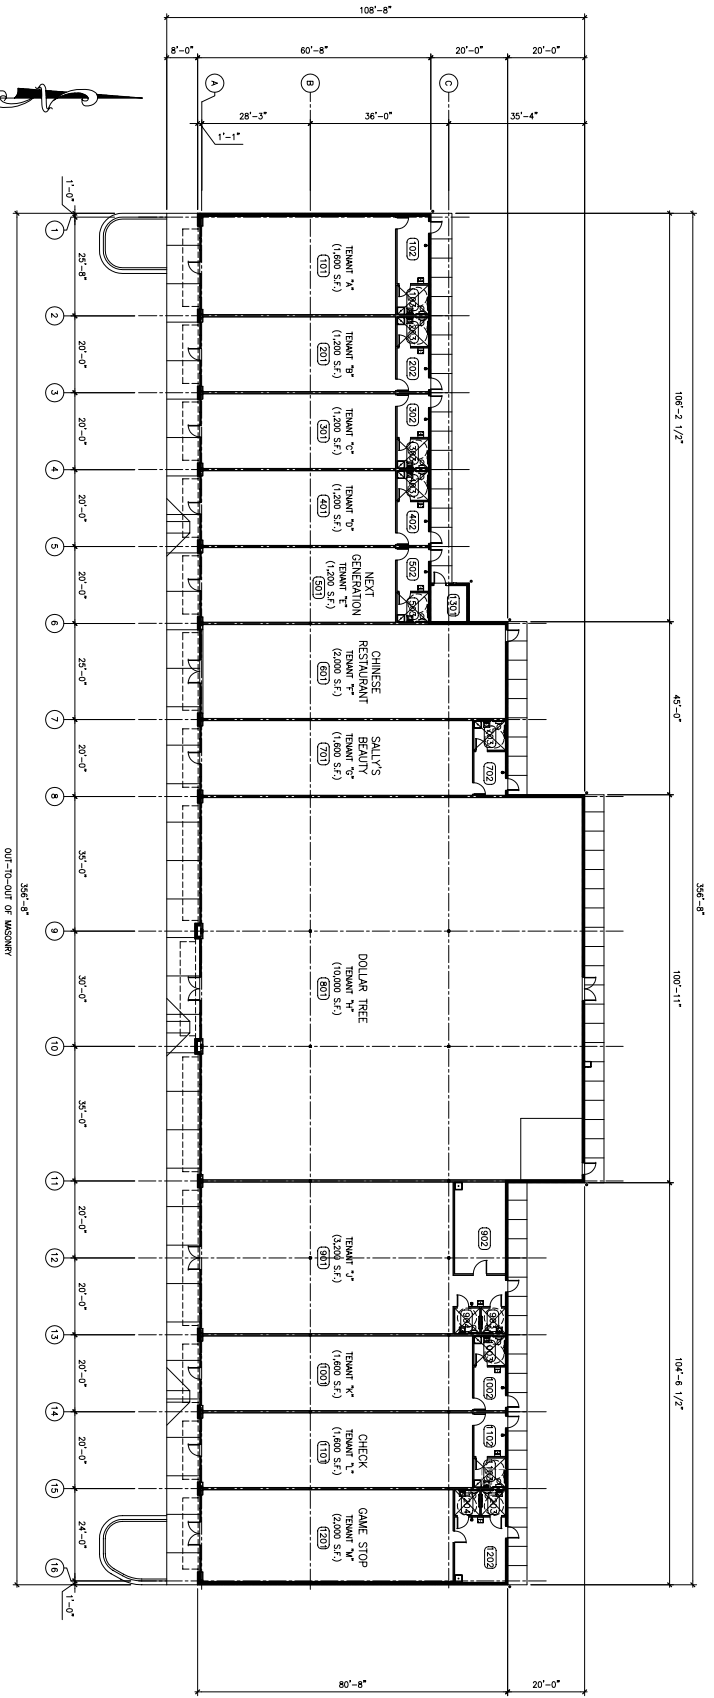 108'-8"
8'-0"
60'-8"
20'-0"
20'-0"
A
B
C
28'-3"
36'-0"
35'-4"
1'-1"
1'-0"
106'-2 1/2"
45'-0"
100'-11"
104'-6 1/2"
356'-8"
TENANT "A"
(1,600 S.F.)
101
102
TENANT "B"
(1,200 S.F.)
201
202
203
TENANT "C"
(1,200 S.F.)
301
302
TENANT "D"
(1,200 S.F.)
401
402
NEXT
GENERATION
TENANT "E"
(1,200 S.F.)
501
502
1301
CHINESE
RESTAURANT
TENANT "F"
(2,000 S.F.)
601
SALLY'S
BEAUTY
TENANT "G"
(1,600 S.F.)
701
702
703
DOLLAR TREE
TENANT "H"
(10,000 S.F.)
801
TENANT "J"
(3,200 S.F.)
901
902
TENANT "K"
(1,600 S.F.)
1001
1002
1003
CHECK
TENANT "L"
(1,600 S.F.)
1101
1102
GAME STOP
TENANT "M"
(2,000 S.F.)
1201
1202
1
25'-8"
2
20'-0"
3
20'-0"
4
20'-0"
5
20'-0"
6
25'-0"
7
20'-0"
8
35'-0"
9
30'-0"
10
35'-0"
11
20'-0"
12
20'-0"
13
20'-0"
14
20'-0"
15
24'-0"
16
1'-0"
356'-8"
OUT-TO-OUT OF MASONRY
80'-8"
20'-0"